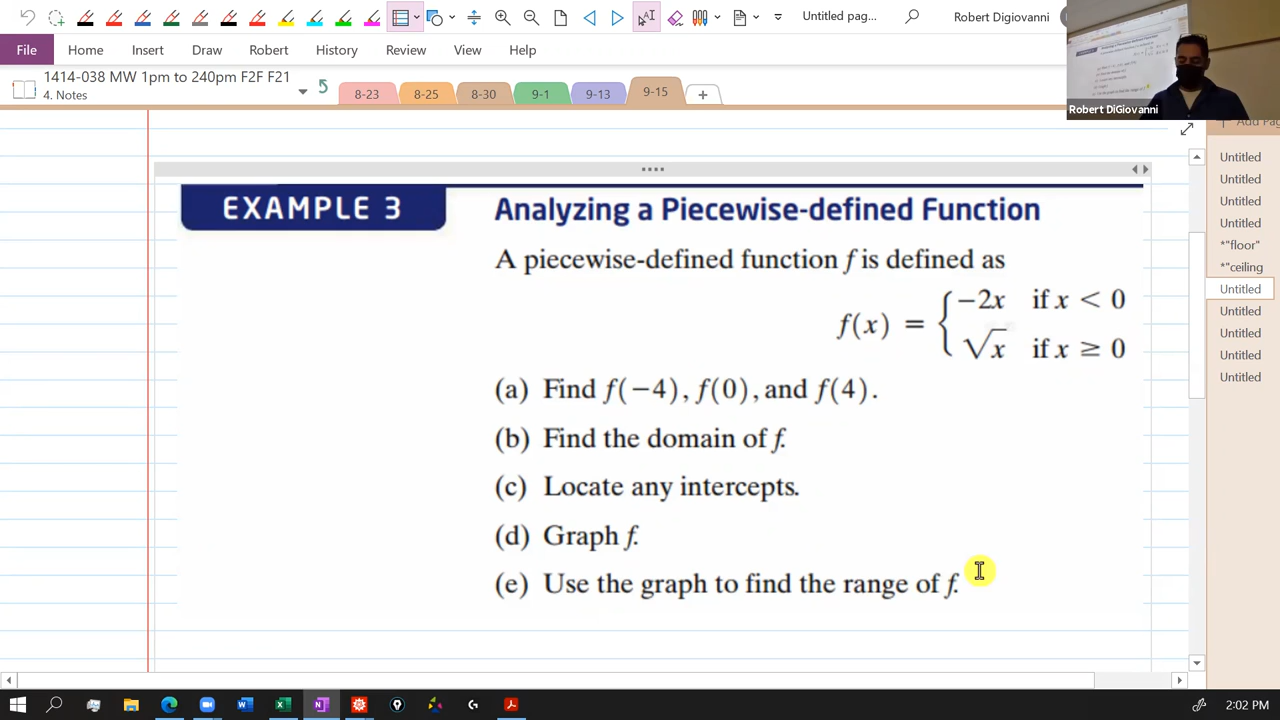 Untitled pag...
Robert Digiovanni
File
Home
Insert
Draw
Robert
History
Review
View
Help
1414-038 MW 1pm to 240pm F2F F21
4. Notes
8-23
8-25
8-30
9-1
9-13
9-15
Robert DiGiovanni
Add Pag
Untitled
Untitled
Untitled
Untitled
*"floor"
*"ceiling
Untitled
Untitled
Untitled
Untitled
Untitled
EXAMPLE 3
Analyzing a Piecewise-defined Function
A piecewise-defined function f is defined as
f(x) = { −2x if x < 0
√x if x ≥ 0
(a) Find f(−4), f(0), and f(4).
(b) Find the domain of f.
(c) Locate any intercepts.
(d) Graph f.
(e) Use the graph to find the range of f.
2:02 PM